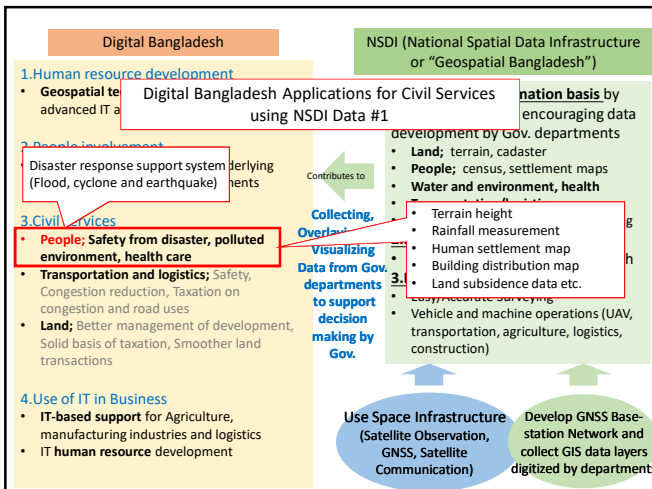 Digital Bangladesh
NSDI (National Spatial Data Infrastructure
or “Geospatial Bangladesh”)
Digital Bangladesh Applications for Civil Services
using NSDI Data #1
1.Human resource development
• Geospatial
advanced IT
2.People involvement
Disaster response support system
(Flood, cyclone and earthquake)
3.Civil Services
• People; Safety from disaster, polluted
environment, health care
• Transportation and logistics; Safety,
Congestion reduction, Taxation on
congestion and road uses
• Land; Better management of development,
Solid basis of taxation, Smoother land
transactions
4.Use of IT in Business
• IT-based support for Agriculture,
manufacturing industries and logistics
• IT human resource development
Contributes to
Collecting,
Overlaying,
Visualizing
Data from Gov.
departments
to support
decision
making by
Gov.
basis by
encouraging data
development by Gov. departments
• Land; terrain, cadaster
• People; census, settlement maps
• Water and environment, health
• Terrain height
• Rainfall measurement
• Human settlement map
• Building distribution map
• Land subsidence data etc.
• Easy/Accurate Surveying
• Vehicle and machine operations (UAV,
transportation, agriculture, logistics,
construction)
Use Space Infrastructure
(Satellite Observation,
GNSS, Satellite
Communication)
Develop GNSS Base-
station Network and
collect GIS data layers
digitized by departments